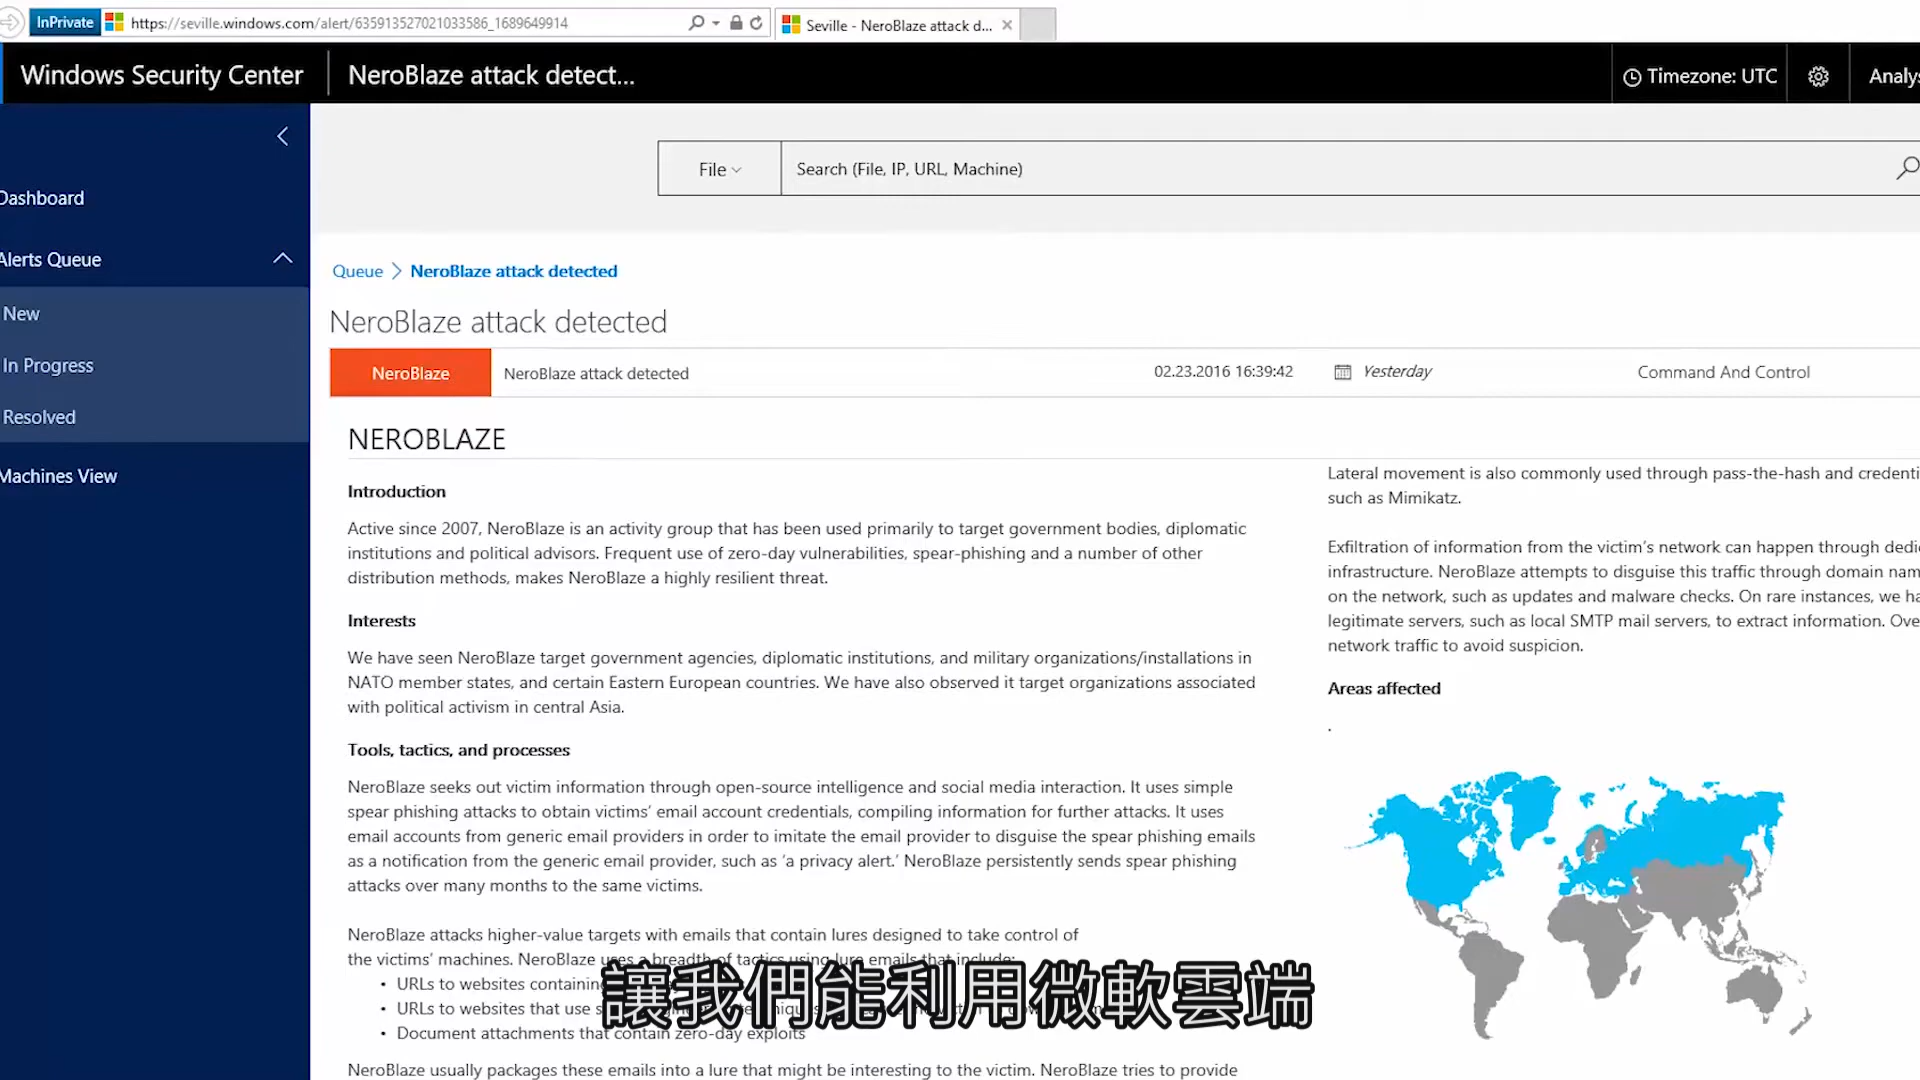 InPrivate
https://seville.windows.com/alert/635913527021033586_1689649914
Seville - NeroBlaze attack d...
Windows Security Center
NeroBlaze attack detect...
Timezone: UTC
Analys
Dashboard
Alerts Queue
New
In Progress
Resolved
Machines View
File
Search (File, IP, URL, Machine)
Queue > NeroBlaze attack detected
NeroBlaze attack detected
NeroBlaze
NeroBlaze attack detected
02.23.2016 16:39:42
Yesterday
Command And Control
NEROBLAZE
Introduction
Active since 2007, NeroBlaze is an activity group that has been used primarily to target government bodies, diplomatic
institutions and political advisors. Frequent use of zero-day vulnerabilities, spear-phishing and a number of other
distribution methods, makes NeroBlaze a highly resilient threat.
Interests
We have seen NeroBlaze target government agencies, diplomatic institutions, and military organizations/installations in
NATO member states, and certain Eastern European countries. We have also observed it target organizations associated
with political activism in central Asia.
Tools, tactics, and processes
NeroBlaze seeks out victim information through open-source intelligence and social media interaction. It uses simple
spear phishing attacks to obtain victims' email account credentials, compiling information for further attacks. It uses
email accounts from generic email providers in order to imitate the email provider to disguise the spear phishing emails
as a notification from the generic email provider, such as 'a privacy alert.' NeroBlaze persistently sends spear phishing
attacks over many months to the same victims.
NeroBlaze attacks higher-value targets with emails that contain lures designed to take control of
the victims' machines. NeroBlaze uses a breadth of tactics using lure emails that include:
• URLs to websites containing
• URLs to websites that use
• Document attachments that contain zero-day exploits
NeroBlaze usually packages these emails into a lure that might be interesting to the victim. NeroBlaze tries to provide
Lateral movement is also commonly used through pass-the-hash and credenti
such as Mimikatz.
Exfiltration of information from the victim's network can happen through dedi
infrastructure. NeroBlaze attempts to disguise this traffic through domain nam
on the network, such as updates and malware checks. On rare instances, we ha
legitimate servers, such as local SMTP mail servers, to extract information. Ove
network traffic to avoid suspicion.
Areas affected
.
讓我們能利用微軟雲端